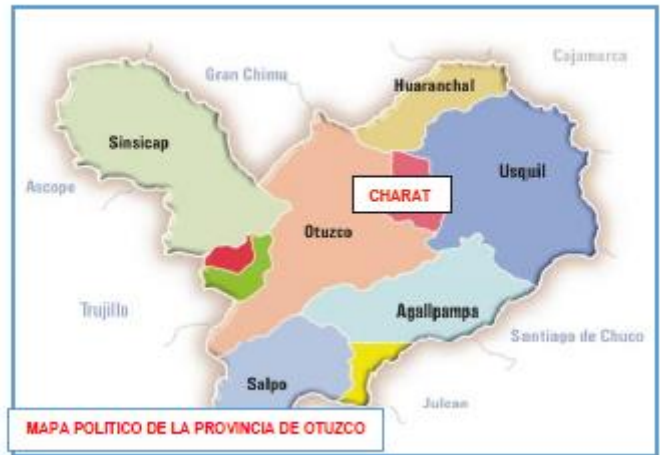 Cajamarca
Gran Chimu
Huaranchal
Sinsicap
Usquil
Ascope
CHARAT
Otuzco
Trujillo
Agallpampa
Santiago de Chuco
Salpo
Julcan
MAPA POLITICO DE LA PROVINCIA DE OTUZCO